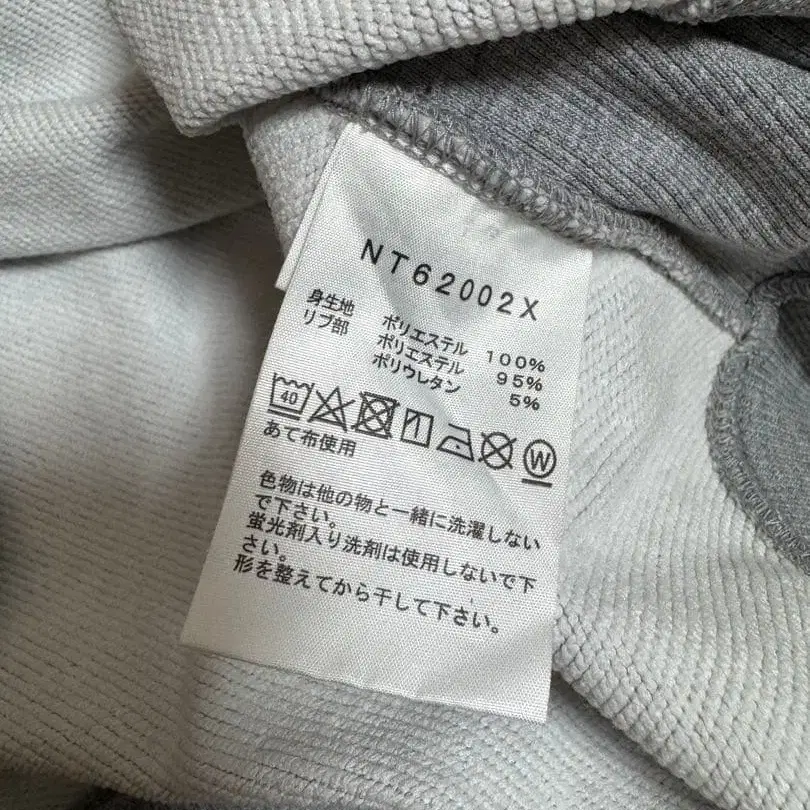 NT62002X
身生地 ポリエステル 100%
リブ部 ポリエステル 95%
ポリウレタン 5%
40 W
あて布使用
色物は他の物と一緒に洗濯しない
で下さい。
蛍光剤入り洗剤は使用しないで下
さい。
形を整えてから干して下さい。